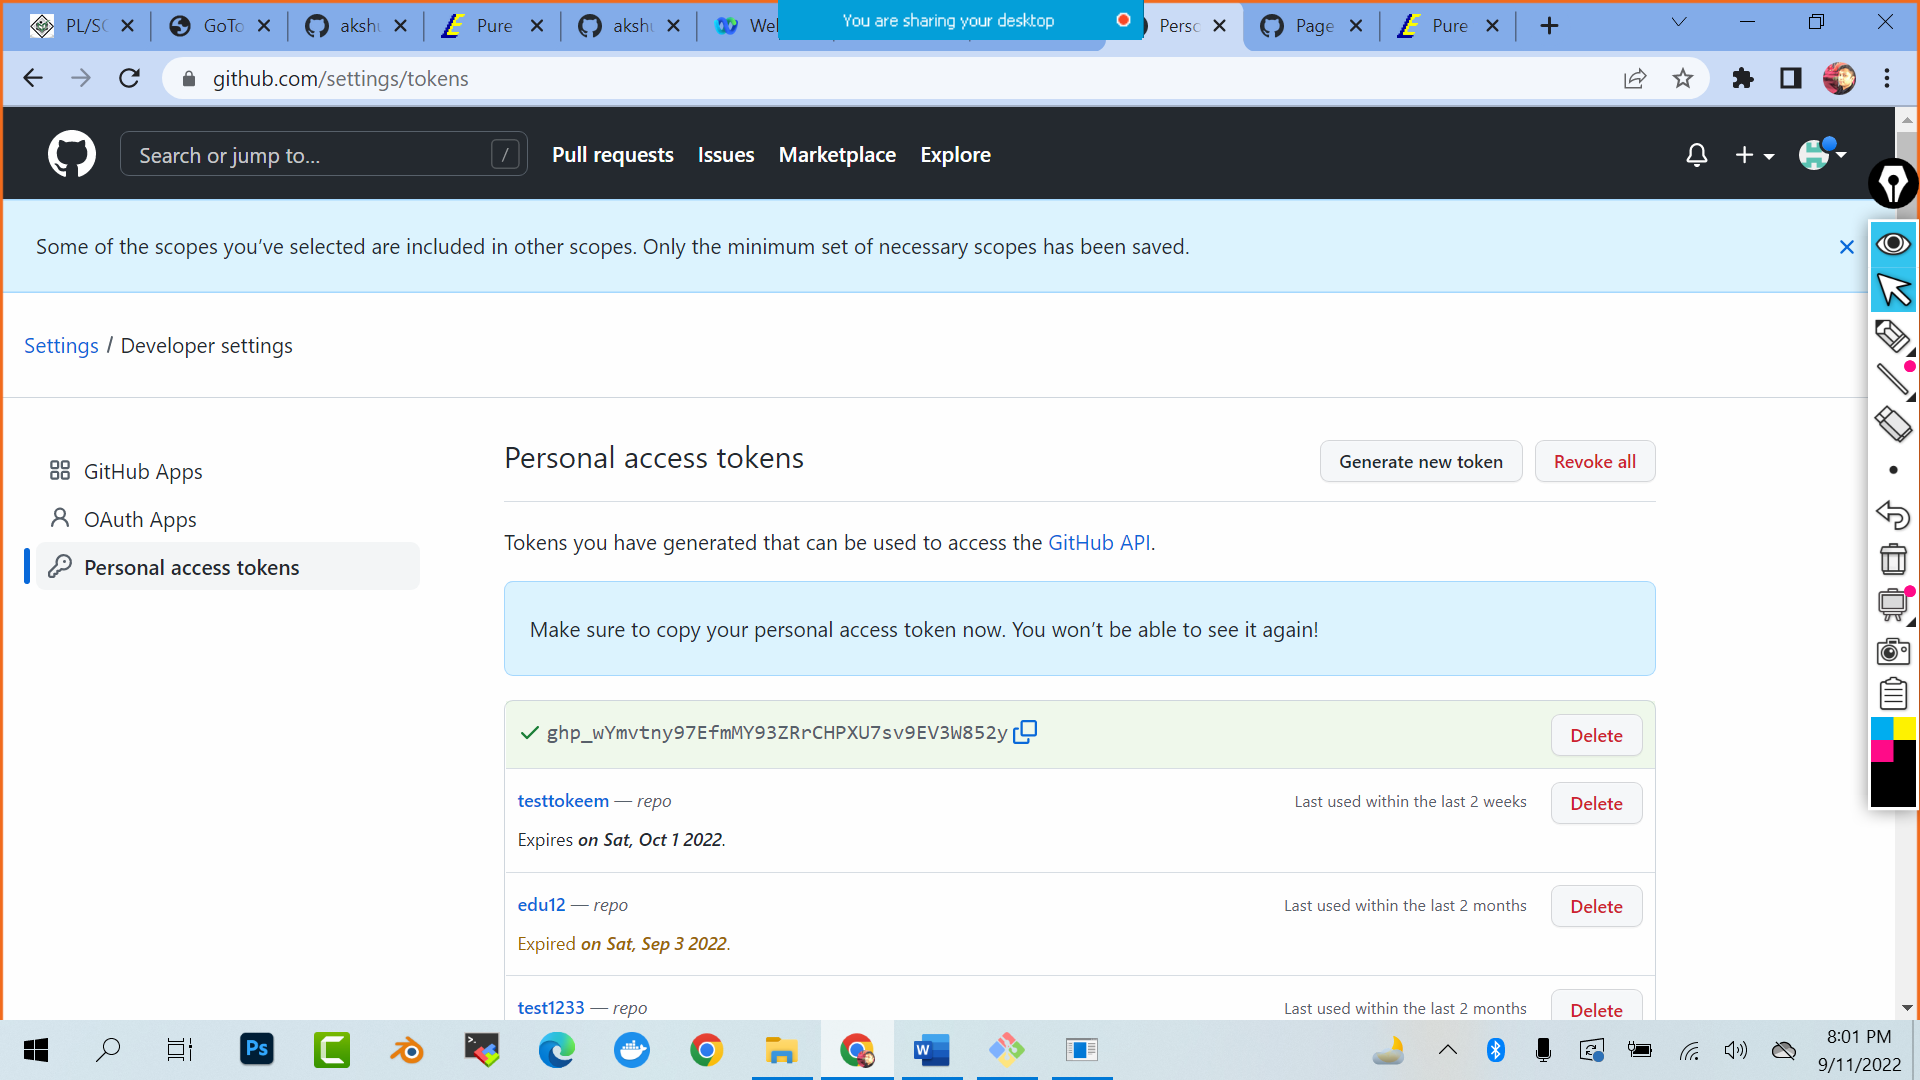 PL/SC
GoTo
akshu
Pure
akshu
Wel
You are sharing your desktop
Perso
Page
Pure
github.com/settings/tokens
Search or jump to...
/
Pull requests
Issues
Marketplace
Explore
Some of the scopes you’ve selected are included in other scopes. Only the minimum set of necessary scopes has been saved.
Settings / Developer settings
GitHub Apps
OAuth Apps
Personal access tokens
Personal access tokens
Generate new token
Revoke all
Tokens you have generated that can be used to access the GitHub API.
Make sure to copy your personal access token now. You won’t be able to see it again!
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
Delete
testtokeem — repo
Last used within the last 2 weeks
Delete
Expires on Sat, Oct 1 2022.
edu12 — repo
Last used within the last 2 months
Delete
Expired on Sat, Sep 3 2022.
test1233 — repo
Last used within the last 2 months
Delete
Ps
C
W
8:01 PM
9/11/2022